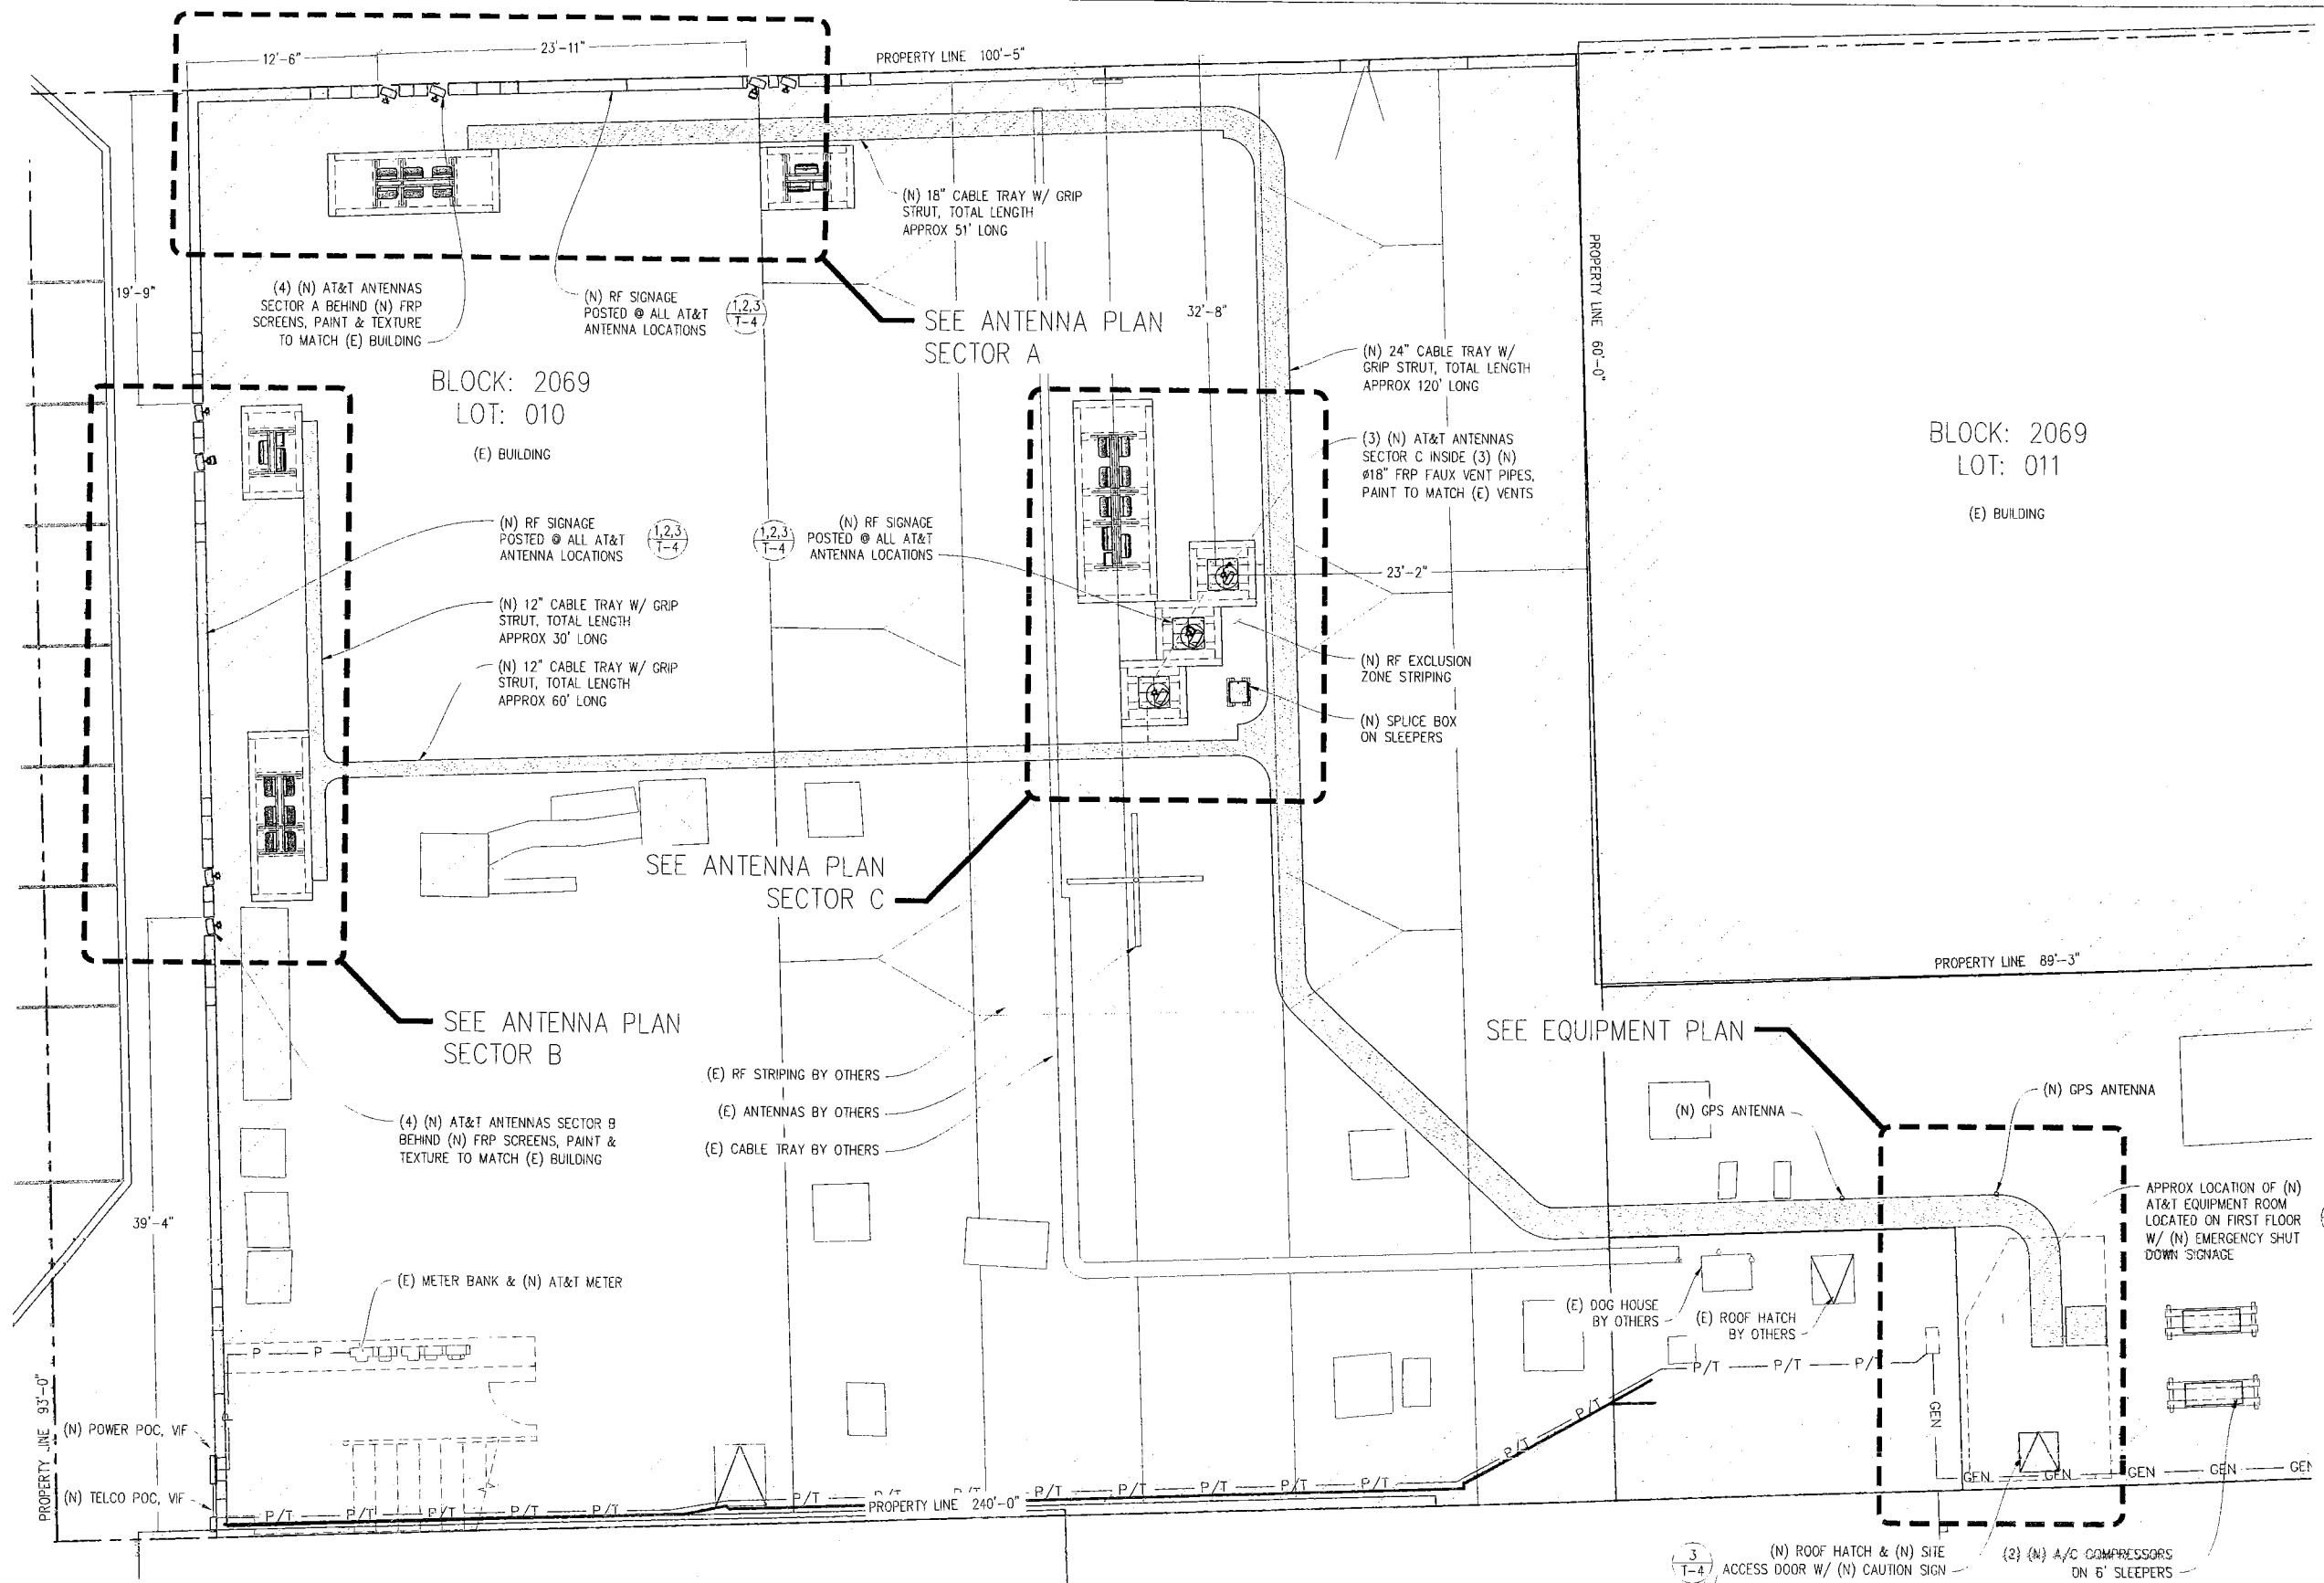 12'-6"
23'-11"
PROPERTY LINE 100'-5"
(N) 18" CABLE TRAY W/ GRIP
STRUT, TOTAL LENGTH
APPROX 51' LONG
19'-9"
(4) (N) AT&T ANTENNAS
SECTOR A BEHIND (N) FRP
SCREENS, PAINT & TEXTURE
TO MATCH (E) BUILDING
(N) RF SIGNAGE
POSTED @ ALL AT&T
ANTENNA LOCATIONS
1,2,3
T-4
SEE ANTENNA PLAN
SECTOR A
32'-8"
PROPERTY LINE 60'-0"
(N) 24" CABLE TRAY W/
GRIP STRUT, TOTAL LENGTH
APPROX 120' LONG
BLOCK: 2069
LOT: 010
(E) BUILDING
(3) (N) AT&T ANTENNAS
SECTOR C INSIDE (3) (N)
ø18" FRP FAUX VENT PIPES,
PAINT TO MATCH (E) VENTS
BLOCK: 2069
LOT: 011
(E) BUILDING
(N) RF SIGNAGE
POSTED @ ALL AT&T
ANTENNA LOCATIONS
1,2,3
T-4
1,2,3
T-4
(N) RF SIGNAGE
POSTED @ ALL AT&T
ANTENNA LOCATIONS
23'-2"
(N) 12" CABLE TRAY W/ GRIP
STRUT, TOTAL LENGTH
APPROX 30' LONG
(N) 12" CABLE TRAY W/ GRIP
STRUT, TOTAL LENGTH
APPROX 60' LONG
(N) RF EXCLUSION
ZONE STRIPING
(N) SPLICE BOX
ON SLEEPERS
SEE ANTENNA PLAN
SECTOR C
PROPERTY LINE 89'-3"
SEE ANTENNA PLAN
SECTOR B
SEE EQUIPMENT PLAN
(E) RF STRIPING BY OTHERS
(E) ANTENNAS BY OTHERS
(E) CABLE TRAY BY OTHERS
(4) (N) AT&T ANTENNAS SECTOR B
BEHIND (N) FRP SCREENS, PAINT &
TEXTURE TO MATCH (E) BUILDING
(N) GPS ANTENNA
(N) GPS ANTENNA
APPROX LOCATION OF (N)
AT&T EQUIPMENT ROOM
LOCATED ON FIRST FLOOR
W/ (N) EMERGENCY SHUT
DOWN SIGNAGE
39'-4"
(E) METER BANK & (N) AT&T METER
(E) DOG HOUSE
BY OTHERS
(E) ROOF HATCH
BY OTHERS
P P
P/T P/T P/T
GEN
PROPERTY LINE 93'-0"
(N) POWER POC, VIF
(N) TELCO POC, VIF
P/T P/T
P/T P/T P/T P/T P/T
P/T P/T P/T P/T P/T P/T
PROPERTY LINE 240'-0"
GEN GEN GEN GEN GEN
3
T-4
(N) ROOF HATCH & (N) SITE
ACCESS DOOR W/ (N) CAUTION SIGN
(2) (N) A/C COMPRESSORS
ON 6' SLEEPERS